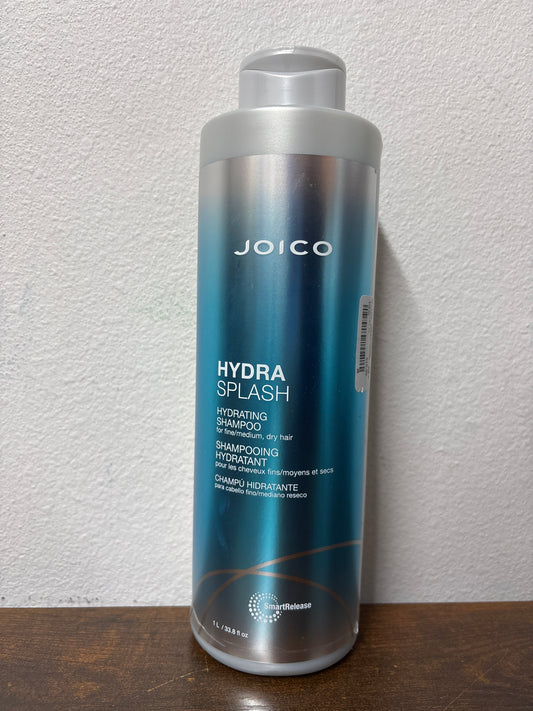 JOICO
HYDRA
SPLASH
HYDRATING
SHAMPOO
for fine/medium, dry hair
SHAMPOOING
HYDRATANT
pour les cheveux fins/moyens et secs
CHAMPÚ HIDRATANTE
para cabello fino/mediano reseco
SmartRelease
1 L / 33.8 fl oz